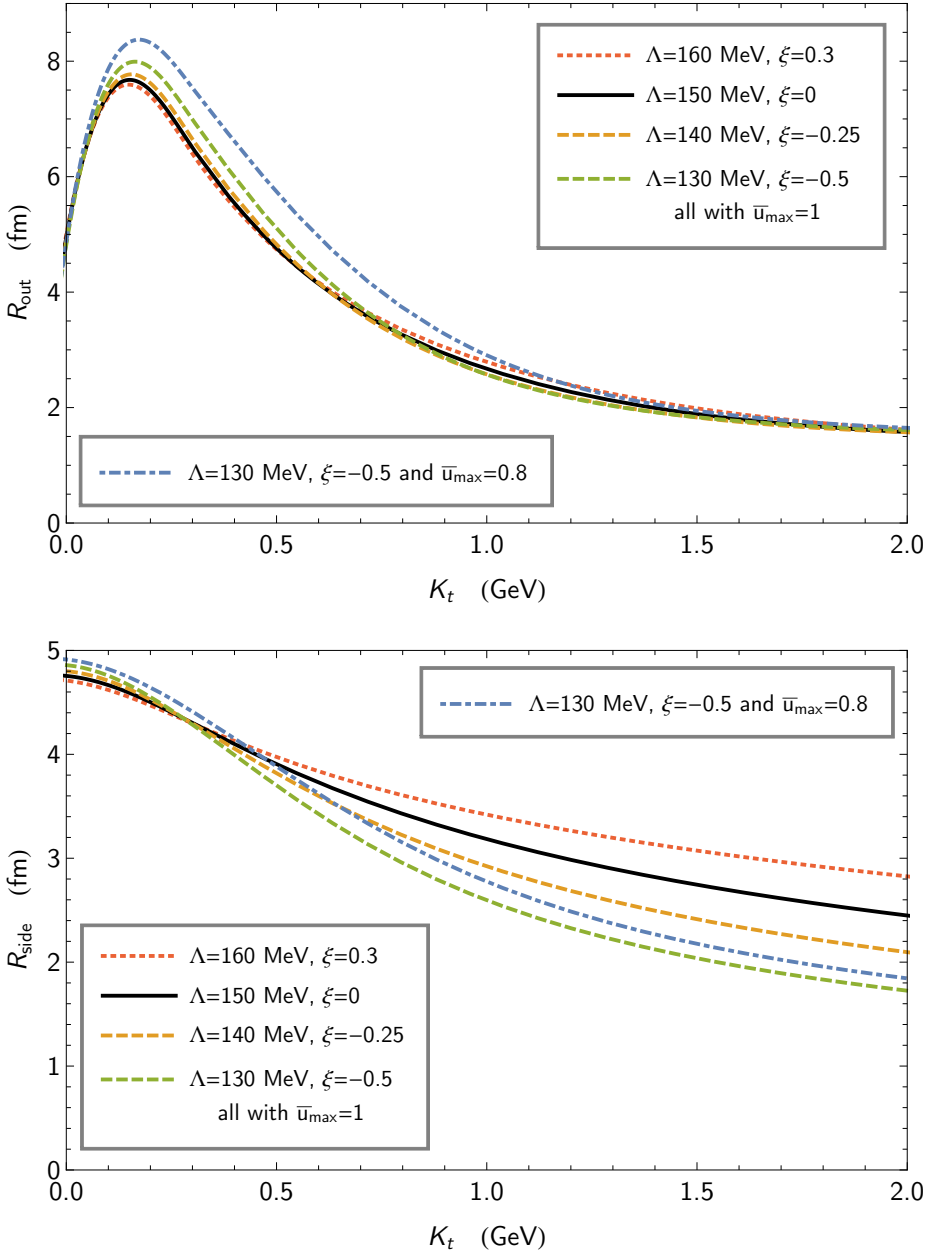 8
6
4
2
0
R_out (fm)
Λ=160 MeV, ξ=0.3
Λ=150 MeV, ξ=0
Λ=140 MeV, ξ=−0.25
Λ=130 MeV, ξ=−0.5
all with u̅_max=1
Λ=130 MeV, ξ=−0.5 and u̅_max=0.8
0.0 0.5 1.0 1.5 2.0
K_t (GeV)
5
4
3
2
1
0
R_side (fm)
Λ=130 MeV, ξ=−0.5 and u̅_max=0.8
Λ=160 MeV, ξ=0.3
Λ=150 MeV, ξ=0
Λ=140 MeV, ξ=−0.25
Λ=130 MeV, ξ=−0.5
all with u̅_max=1
0.0 0.5 1.0 1.5 2.0
K_t (GeV)